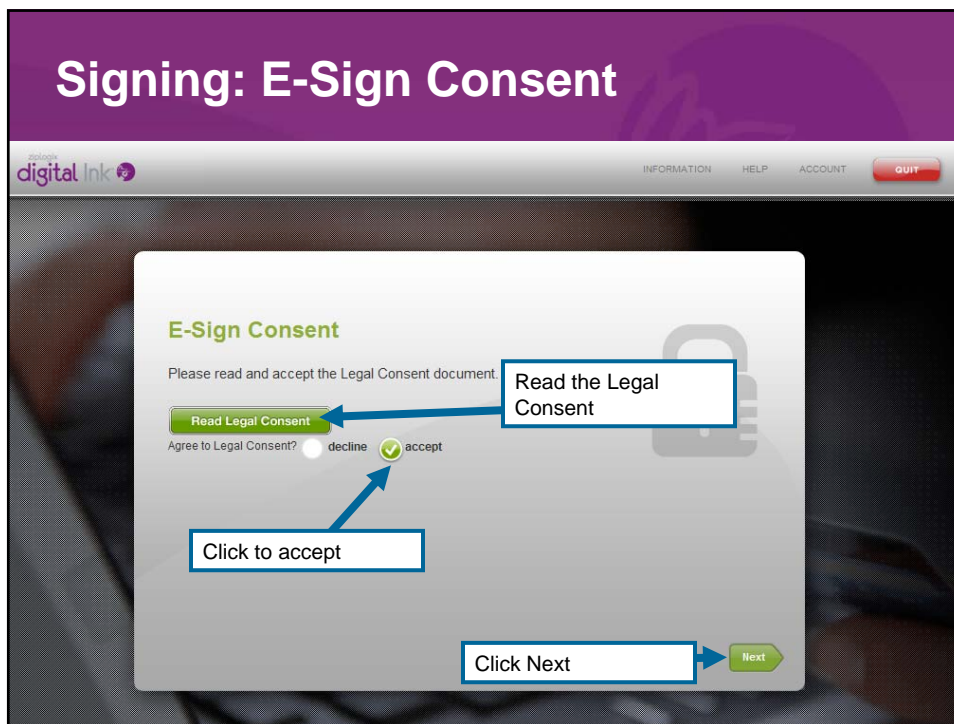 Signing: E-Sign Consent
ziplogix
digital Ink
INFORMATION HELP ACCOUNT QUIT
E-Sign Consent
Please read and accept the Legal Consent document.
Read the Legal
Consent
Read Legal Consent
Agree to Legal Consent? decline accept
Click to accept
Click Next
Next